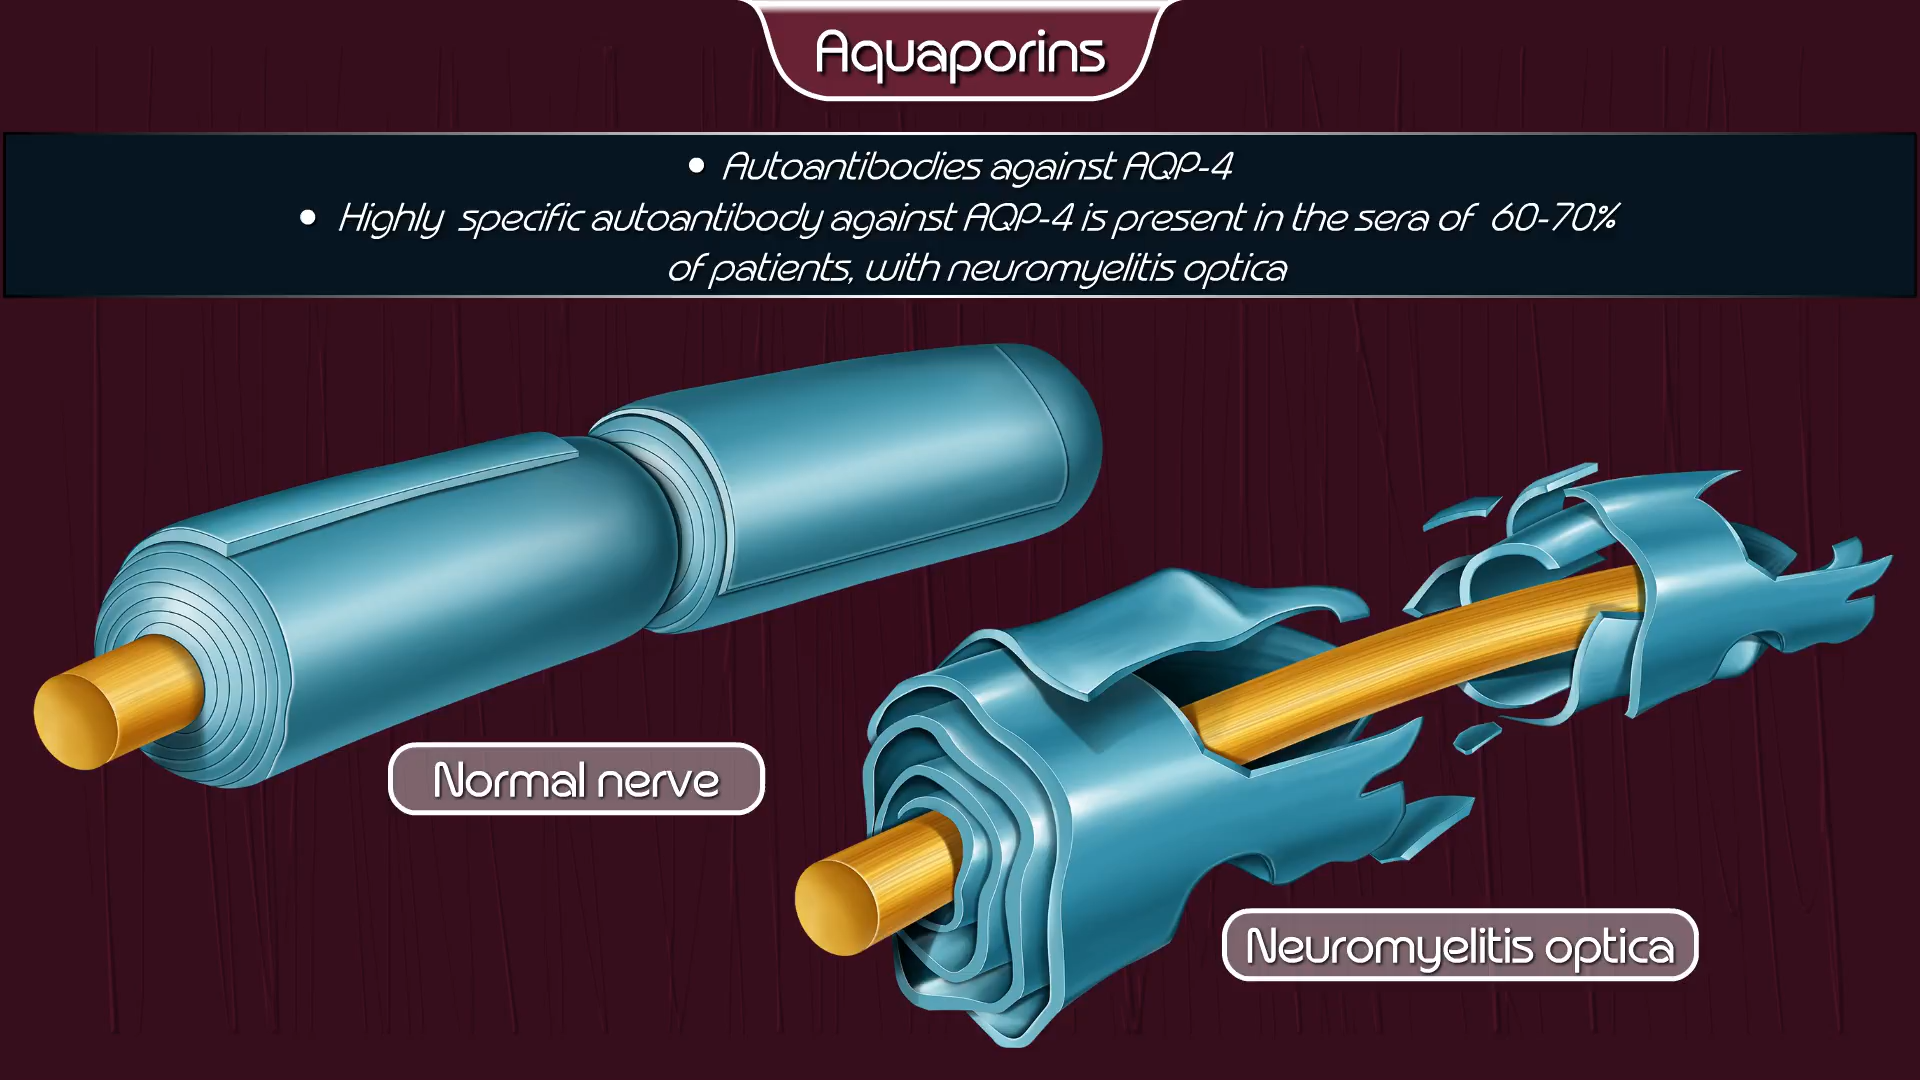 Aquaporins
• Autoantibodies against AQP-4
• Highly specific autoantibody against AQP-4 is present in the sera of 60-70%
of patients, with neuromyelitis optica
Normal nerve
Neuromyelitis optica